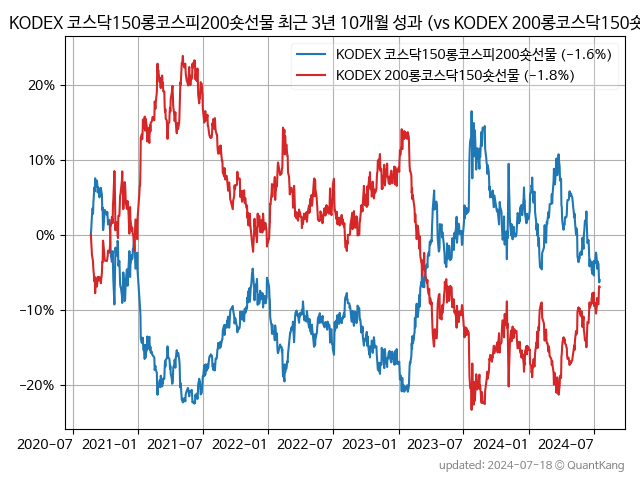 KODEX 코스닥150롱코스피200숏선물 최근 3년 10개월 성과 (vs KODEX 200롱코스닥150숏
KODEX 코스닥150롱코스피200숏선물 (−1.6%)
KODEX 200롱코스닥150숏선물 (−1.8%)
20%
10%
0%
−10%
−20%
2020-07 2021-01 2021-07 2022-01 2022-07 2023-01 2023-07 2024-01 2024-07
updated: 2024-07-18 © QuantKang